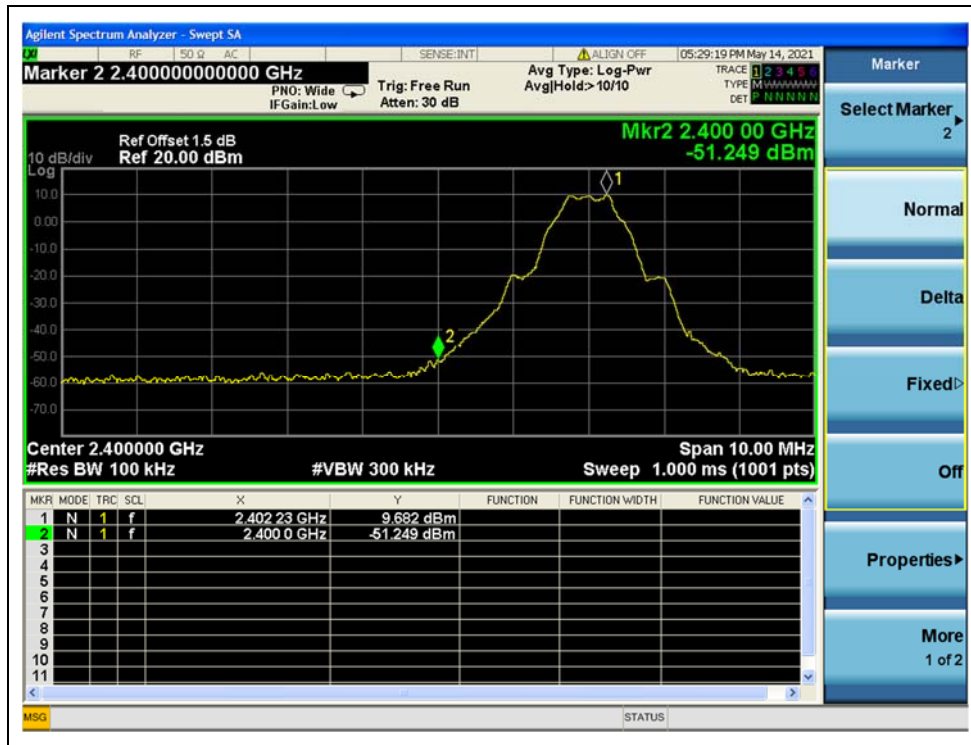 Agilent Spectrum Analyzer - Swept SA
LXI RF 50 Ω AC SENSE:INT ALIGN OFF 05:29:19 PM May 14, 2021
Marker 2 2.400000000000 GHz
PNO: Wide
IFGain:Low
Trig: Free Run
Atten: 30 dB
Avg Type: Log-Pwr
Avg|Hold:> 10/10
TRACE 1 2 3 4 5 6
TYPE M W W W W W
DET P N N N N N
Mkr2 2.400 00 GHz
-51.249 dBm
Ref Offset 1.5 dB
10 dB/div Ref 20.00 dBm
Log
10.0
0.00
-10.0
-20.0
-30.0
-40.0
-50.0
-60.0
-70.0
1
2
Center 2.400000 GHz Span 10.00 MHz
#Res BW 100 kHz #VBW 300 kHz Sweep 1.000 ms (1001 pts)
MKR MODE TRC SCL X Y FUNCTION FUNCTION WIDTH FUNCTION VALUE
1 N 1 f 2.402 23 GHz 9.682 dBm
2 N 1 f 2.400 0 GHz -51.249 dBm
3
4
5
6
7
8
9
10
11
MSG STATUS
Marker
Select Marker
2
Normal
Delta
Fixed
Off
Properties
More
1 of 2